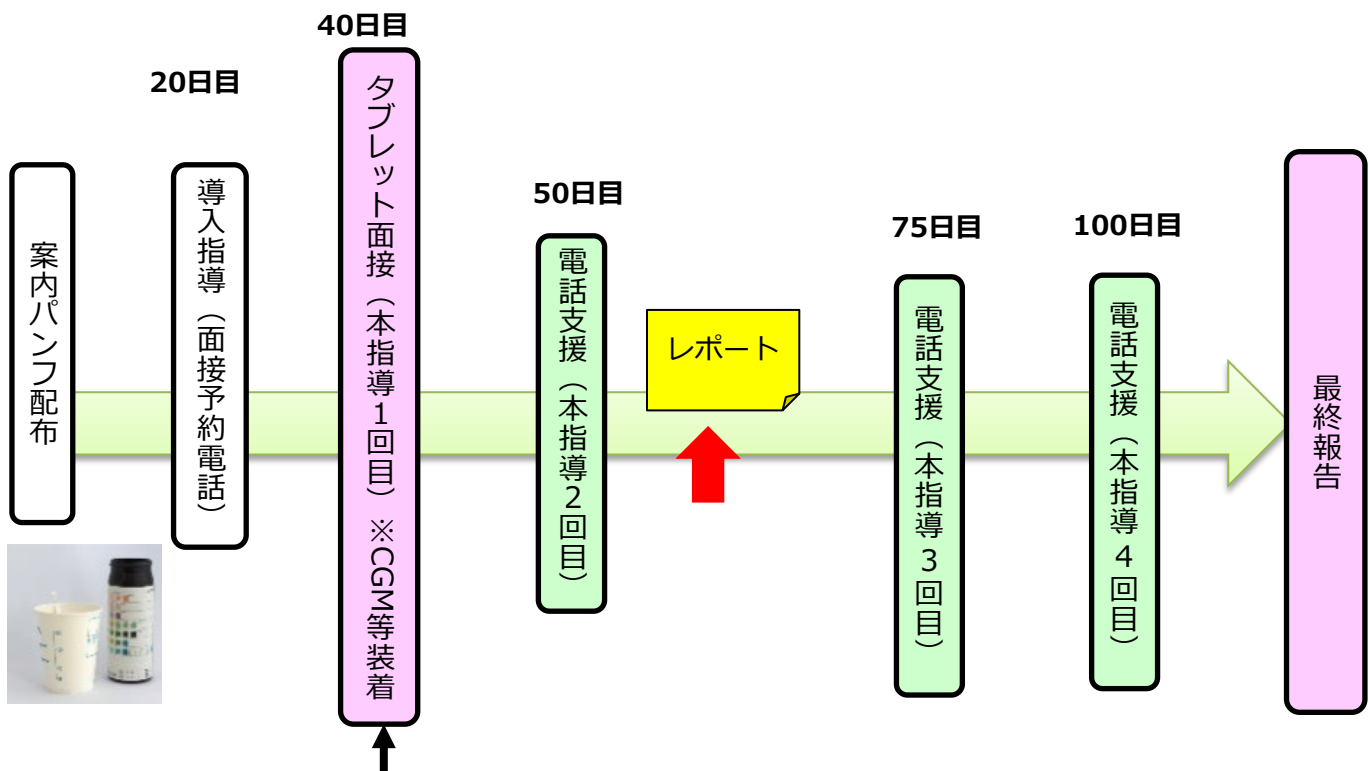 40日目
20日目
案内パンフ配布
導入指導（面接予約電話）
タブレット面接（本指導１回目）※CGM等装着
50日目
電話支援（本指導２回目）
レポート
75日目
電話支援（本指導３回目）
100日目
電話支援（本指導４回目）
最終報告